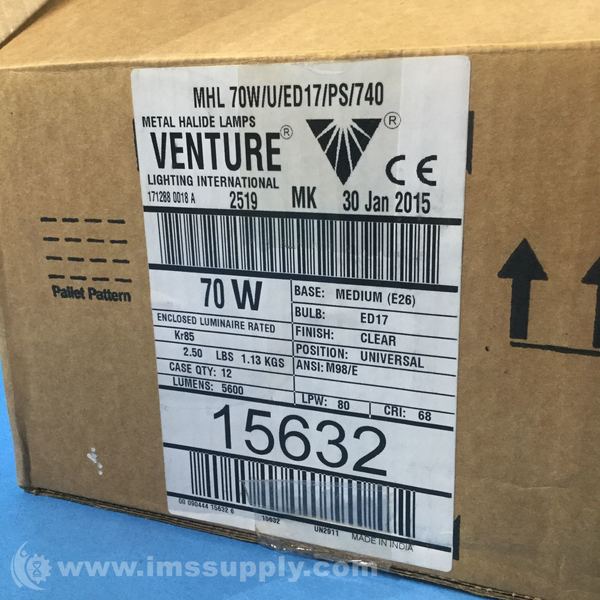 MHL 70W/U/ED17/PS/740
METAL HALIDE LAMPS
VENTURE®
®
CE
LIGHTING INTERNATIONAL
171288 0018 A 2519 MK 30 Jan 2015
Pallet Pattern
70 W
ENCLOSED LUMINAIRE RATED
Kr85
2.50 LBS 1.13 KGS
CASE QTY: 12
LUMENS: 5600
BASE: MEDIUM (E26)
BULB: ED17
FINISH: CLEAR
POSITION: UNIVERSAL
ANSI: M98/E
LPW: 80 CRI: 68
15632
00 090444 15632 6 15632 UN2911 MADE IN INDIA
www.imssupply.com